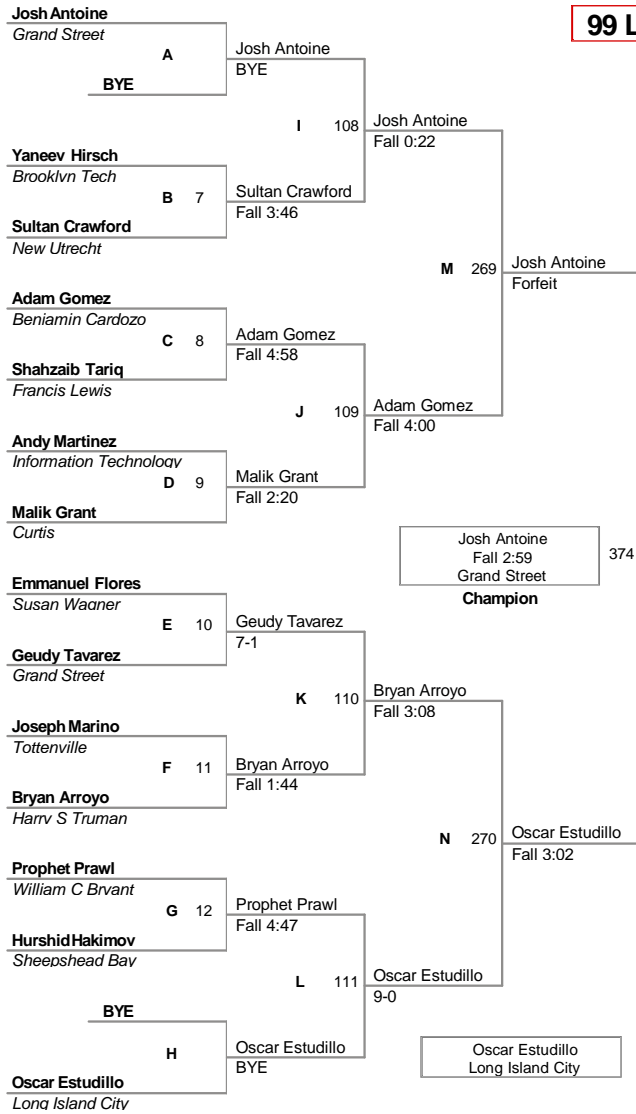 Josh Antoine
Grand Street
99 L
A
Josh Antoine
BYE
BYE
I 108
Josh Antoine
Fall 0:22
Yaneev Hirsch
Brooklyn Tech
B 7
Sultan Crawford
Fall 3:46
Sultan Crawford
New Utrecht
M 269
Josh Antoine
Forfeit
Adam Gomez
Benjamin Cardozo
C 8
Adam Gomez
Fall 4:58
Shahzaib Tariq
Francis Lewis
J 109
Adam Gomez
Fall 4:00
Andy Martinez
Information Technology
D 9
Malik Grant
Fall 2:20
Malik Grant
Curtis
Josh Antoine
Fall 2:59
Grand Street
374
Champion
Emmanuel Flores
Susan Wagner
E 10
Geudy Tavarez
7-1
Geudy Tavarez
Grand Street
K 110
Bryan Arroyo
Fall 3:08
Joseph Marino
Tottenville
F 11
Bryan Arroyo
Fall 1:44
Bryan Arroyo
Harry S Truman
N 270
Oscar Estudillo
Fall 3:02
Prophet Prawl
William C Bryant
G 12
Prophet Prawl
Fall 4:47
Hurshid Hakimov
Sheepshead Bay
L 111
Oscar Estudillo
9-0
BYE
H
Oscar Estudillo
BYE
Oscar Estudillo
Long Island City
Oscar Estudillo
Long Island City